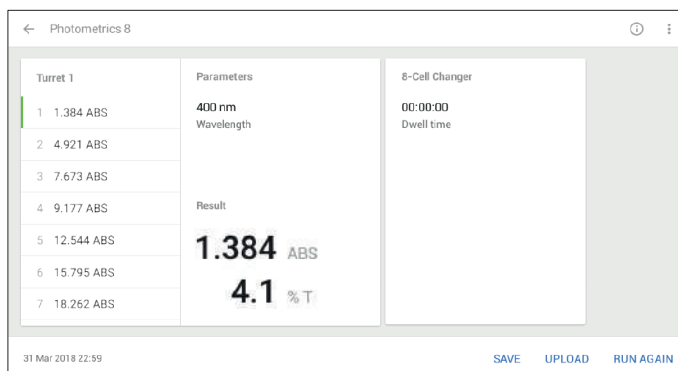 Photometrics 8
Turret 1
1 1.384 ABS
2 4.921 ABS
3 7.673 ABS
4 9.177 ABS
5 12.544 ABS
6 15.795 ABS
7 18.262 ABS
Parameters
400 nm
Wavelength
Result
1.384 ABS
4.1 % T
8-Cell Changer
00:00:00
Dwell time
31 Mar 2018 22:59
SAVE UPLOAD RUN AGAIN